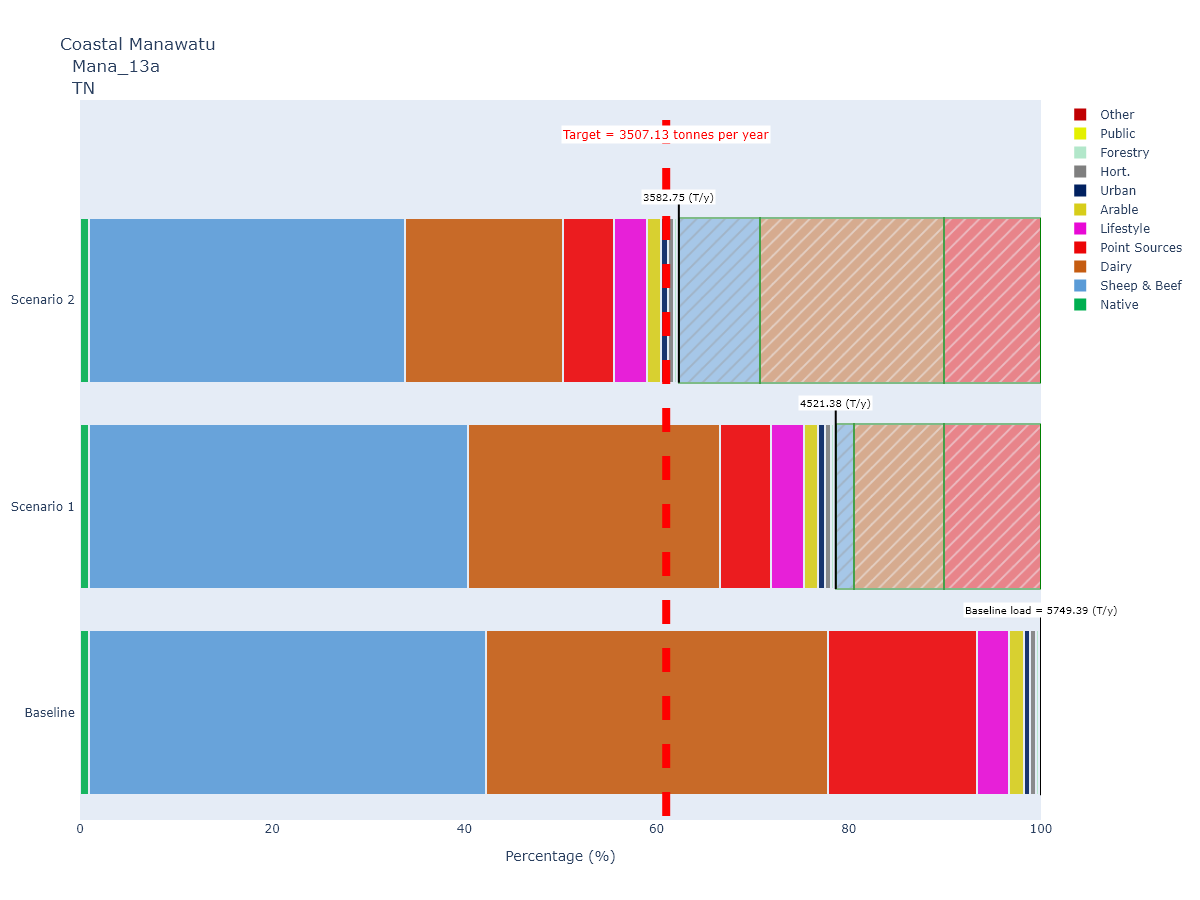 Coastal Manawatu
Mana_13a
TN
Target = 3507.13 tonnes per year
3582.75 (T/y)
Scenario 2
4521.38 (T/y)
Scenario 1
Baseline load = 5749.39 (T/y)
Baseline
0 20 40 60 80 100
Percentage (%)
Other
Public
Forestry
Hort.
Urban
Arable
Lifestyle
Point Sources
Dairy
Sheep & Beef
Native